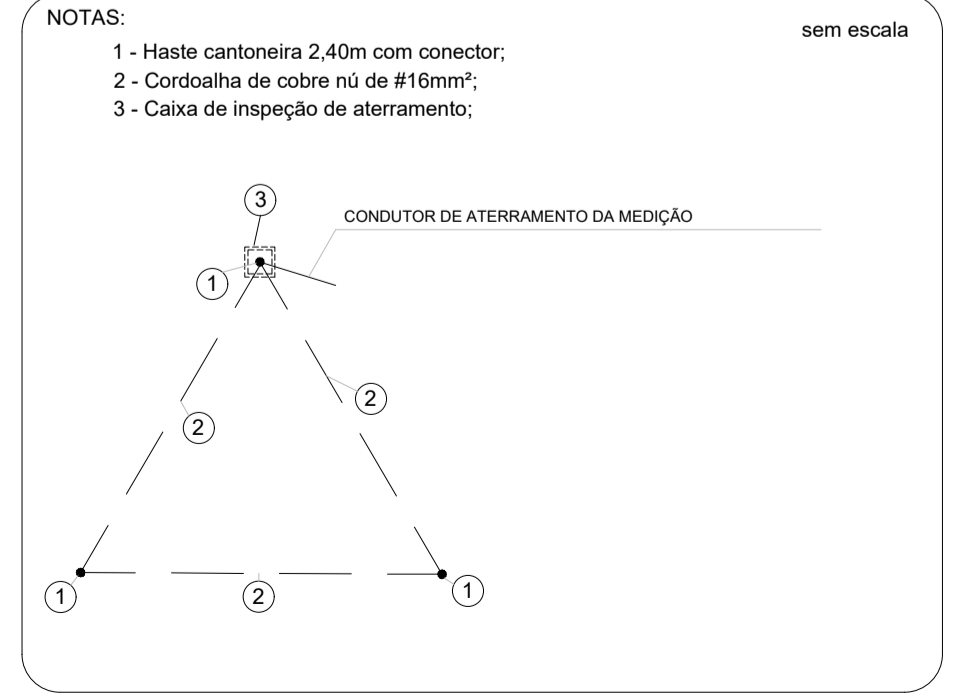 NOTAS:
sem escala
1 - Haste cantoneira 2,40m com conector;
2 - Cordoalha de cobre nú de #16mm²;
3 - Caixa de inspeção de aterramento;
3
CONDUTOR DE ATERRAMENTO DA MEDIÇÃO
1
2
2
1
2
1